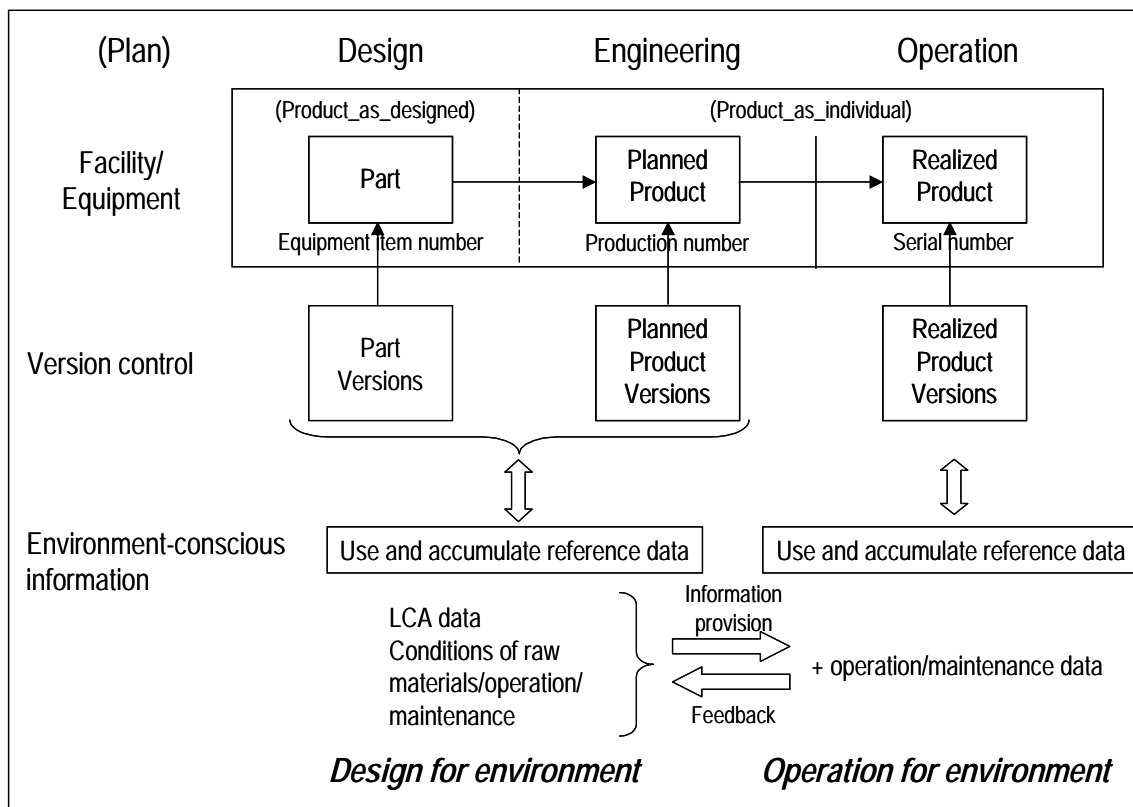 (Plan) Design Engineering Operation
(Product_as_designed) (Product_as_individual)
Facility/
Equipment
Part
Planned
Product
Realized
Product
Equipment item number Production number Serial number
Version control
Part
Versions
Planned
Product
Versions
Realized
Product
Versions
Environment-conscious
information
Use and accumulate reference data
Use and accumulate reference data
LCA data
Conditions of raw
materials/operation/
maintenance
Information
provision
Feedback
+ operation/maintenance data
Design for environment Operation for environment